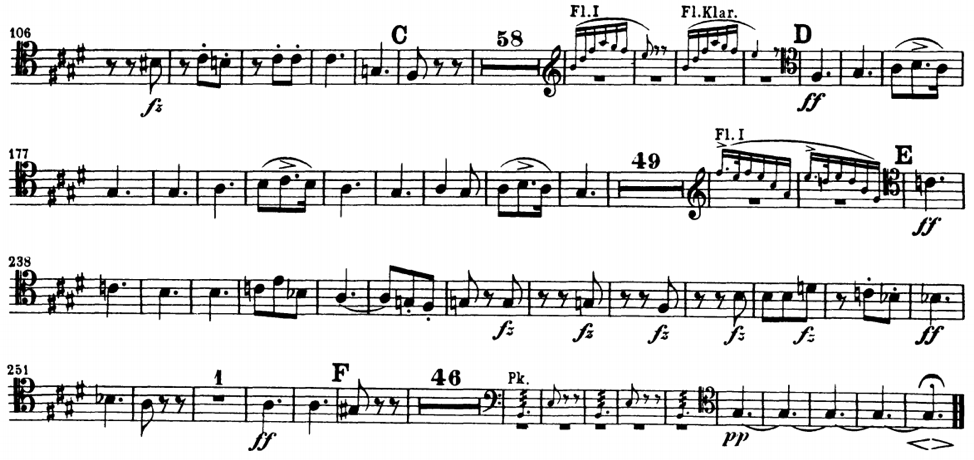 Fl.I Fl.Klar.
106 C 58 D
fz ff
Fl.I
177 49 E
ff
238
fz fz fz fz fz ff
251 1 F 46 Pk.
ff pp